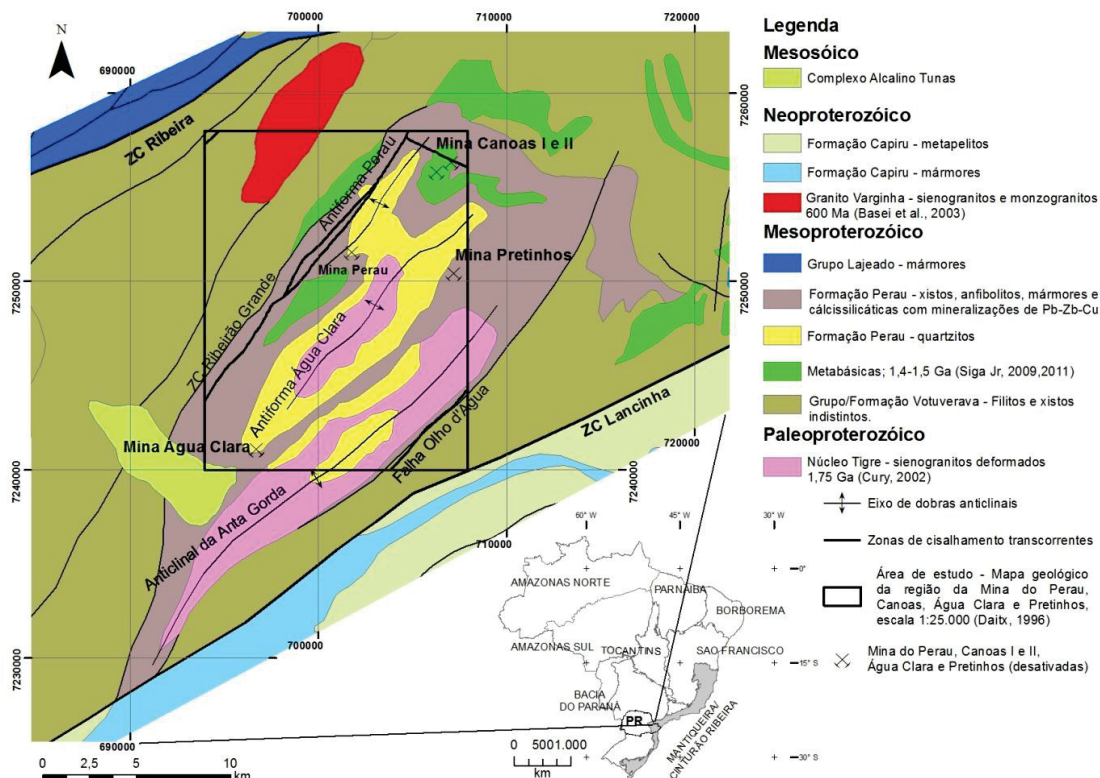 700000
710000
720000
N
690000
7260000
ZC Ribeira
Mina Canoas I e II
Antiforma Perau
Mina Perau
Mina Pretinhos
7250000
7250000
ZC Ribeirão Grande
Antiforma Água Clara
ZC Lancinha
Falha Olho d'Água
720000
Mina Água Clara
7240000
7240000
Anticlinal da Anta Gorda
710000
700000
7230000
690000
0 2,5 5 10
km
60° W
45° W
30° W
0°
15° S
30° S
AMAZONAS NORTE
PARNAÍBA
BORBOREMA
AMAZONAS SUL
TOCANTINS
SAO FRANCISCO
BACIA
DO PARANÁ
PR
MANTIQUEIRA/
CINTURÃO RIBEIRA
0 5001.000
km
Legenda
Mesosóico
Complexo Alcalino Tunas
Neoproterozóico
Formação Capiru - metapelitos
Formação Capiru - mármores
Granito Varginha - sienogranitos e monzogranitos
600 Ma (Basei et al., 2003)
Mesoproterozóico
Grupo Lajeado - mármores
Formação Perau - xistos, anfibolitos, mármores e
cálcissilicáticas com mineralizações de Pb-Zb-Cu
Formação Perau - quartzitos
Metabásicas; 1,4-1,5 Ga (Siga Jr, 2009,2011)
Grupo/Formação Votuverava - Filitos e xistos
indistintos.
Paleoproterozóico
Núcleo Tigre - sienogranitos deformados
1,75 Ga (Cury, 2002)
Eixo de dobras anticlinais
Zonas de cisalhamento transcorrentes
Área de estudo - Mapa geológico
da região da Mina do Perau,
Canoas, Água Clara e Pretinhos,
escala 1:25.000 (Daitx, 1996)
Mina do Perau, Canoas I e II,
Água Clara e Pretinhos (desativadas)